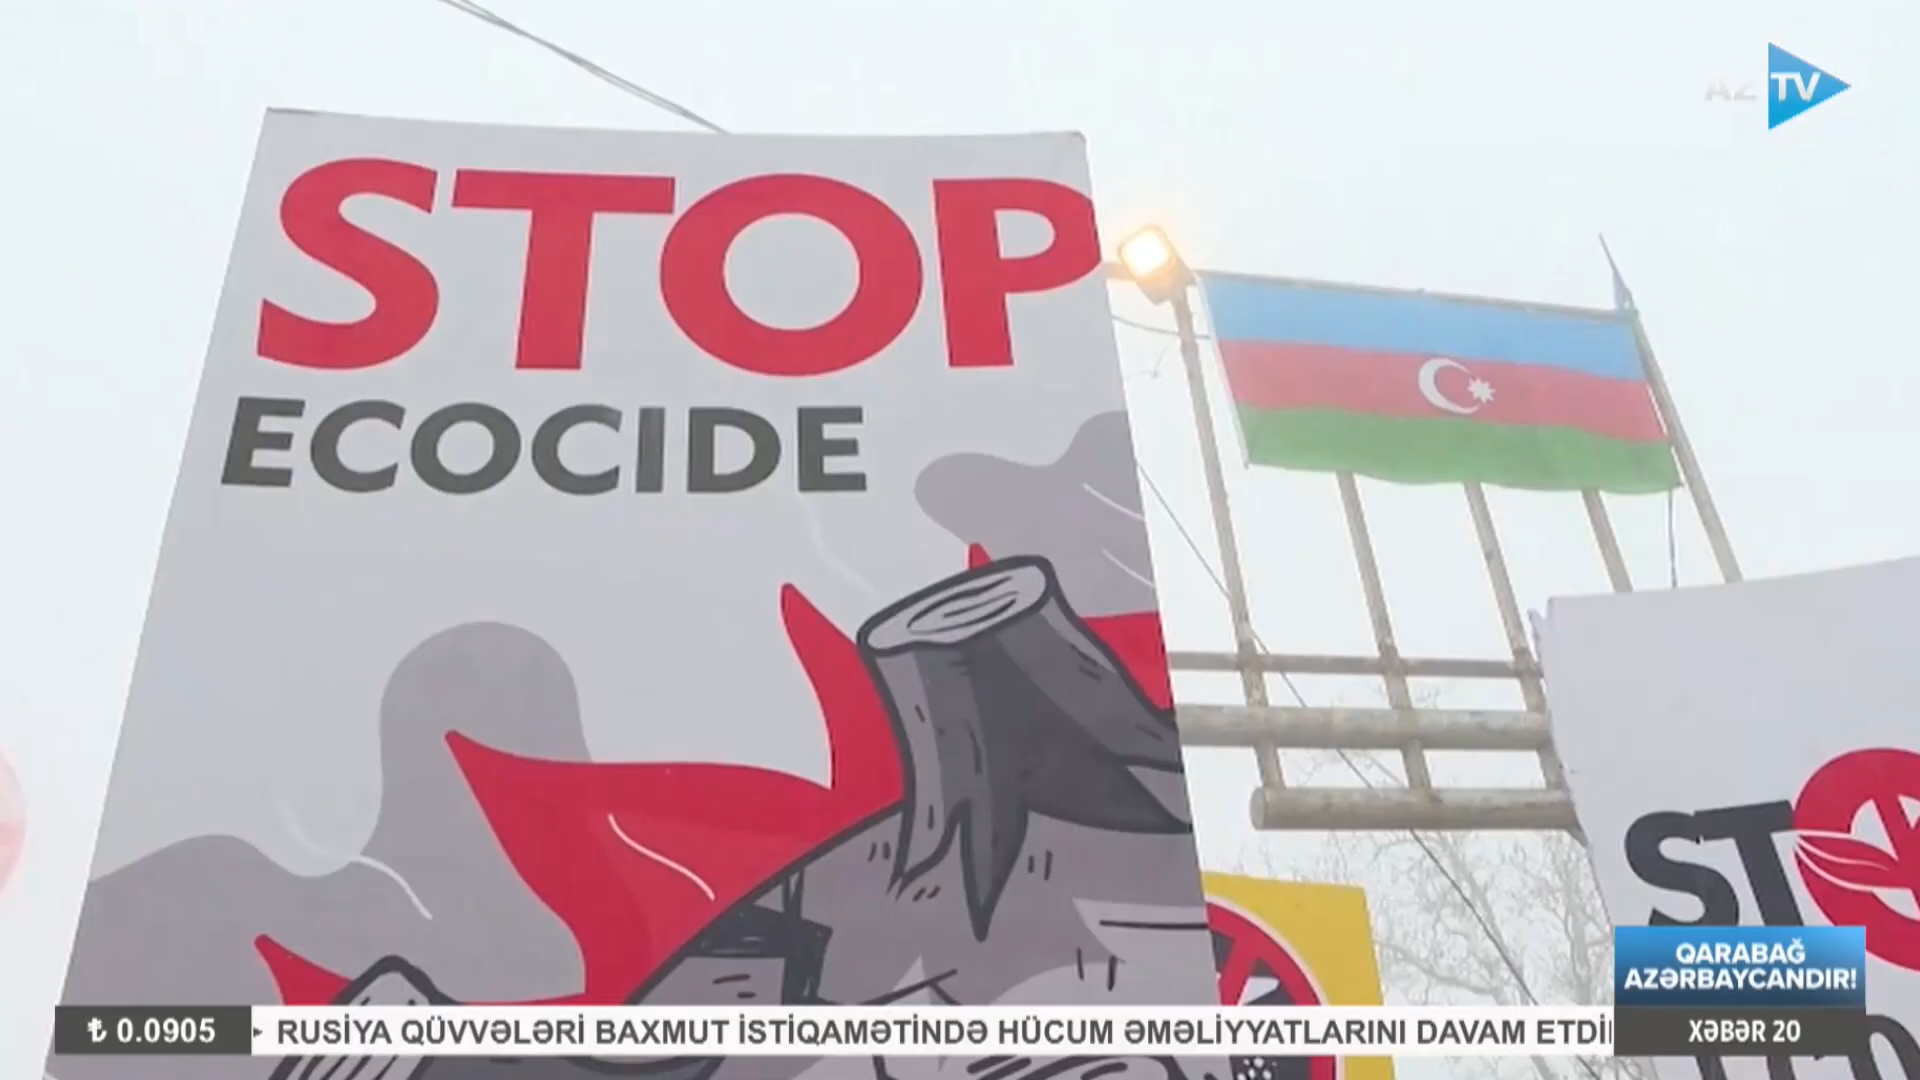 AZ TV
STOP
ECOCIDE
ST
QARABAĞ
AZƏRBAYCANDIR!
₺ 0.0905
RUSİYA QÜVVƏLƏRİ BAXMUT İSTİQAMƏTİNDƏ HÜCUM ƏMƏLİYYATLARINI DAVAM ETDİ
XƏBƏR 20